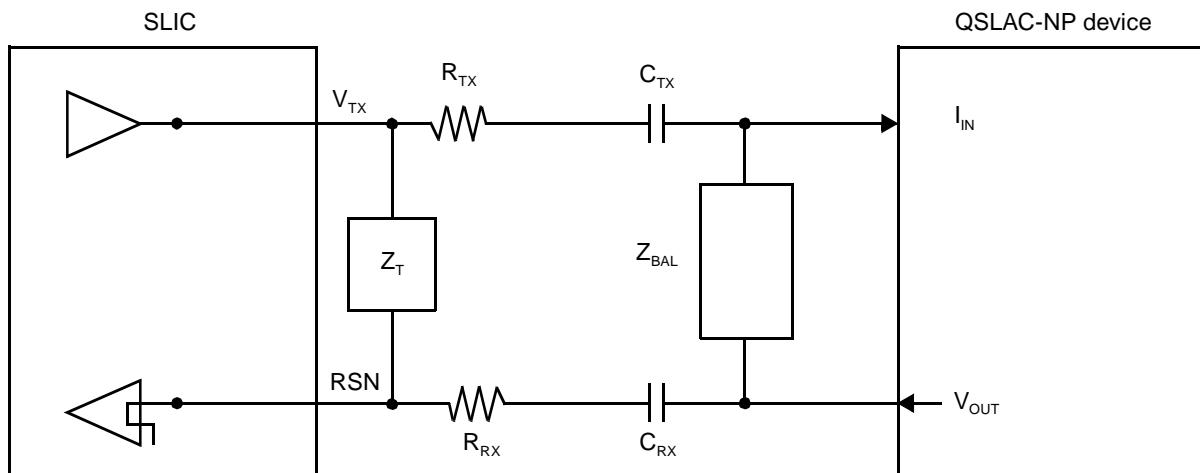 SLIC
QSLAC-NP device
R_TX
C_TX
V_TX
I_IN
Z_T
Z_BAL
RSN
R_RX
C_RX
V_OUT